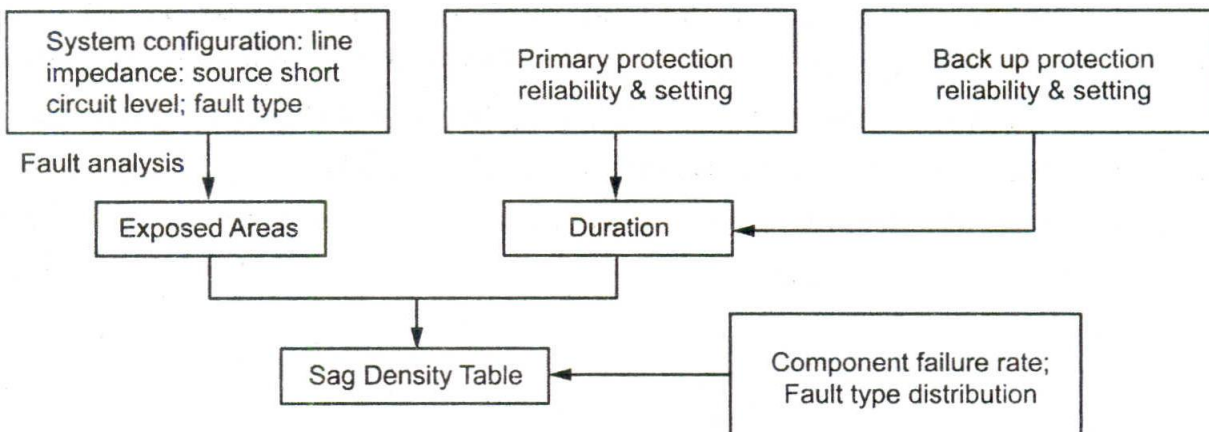 System configuration: line
impedance: source short
circuit level; fault type
Primary protection
reliability & setting
Back up protection
reliability & setting
Fault analysis
Exposed Areas
Duration
Sag Density Table
Component failure rate;
Fault type distribution